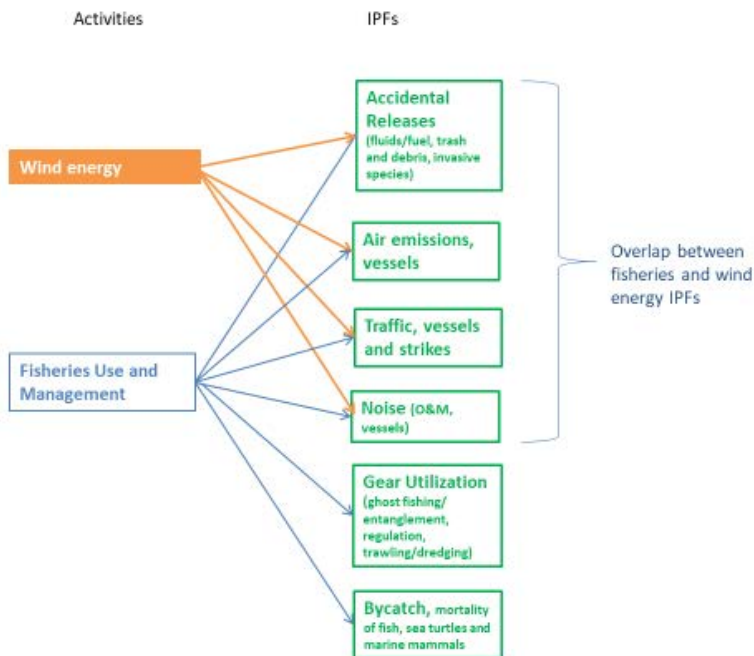 Activities
IPFs
Wind energy
Fisheries Use and
Management
Accidental
Releases
(fluids/fuel, trash
and debris, invasive
species)
Air emissions,
vessels
Traffic, vessels
and strikes
Noise (O&M,
vessels)
Gear Utilization
(ghost fishing/
entanglement,
regulation,
trawling/dredging)
Bycatch, mortality
of fish, sea turtles and
marine mammals
Overlap between
fisheries and wind
energy IPFs